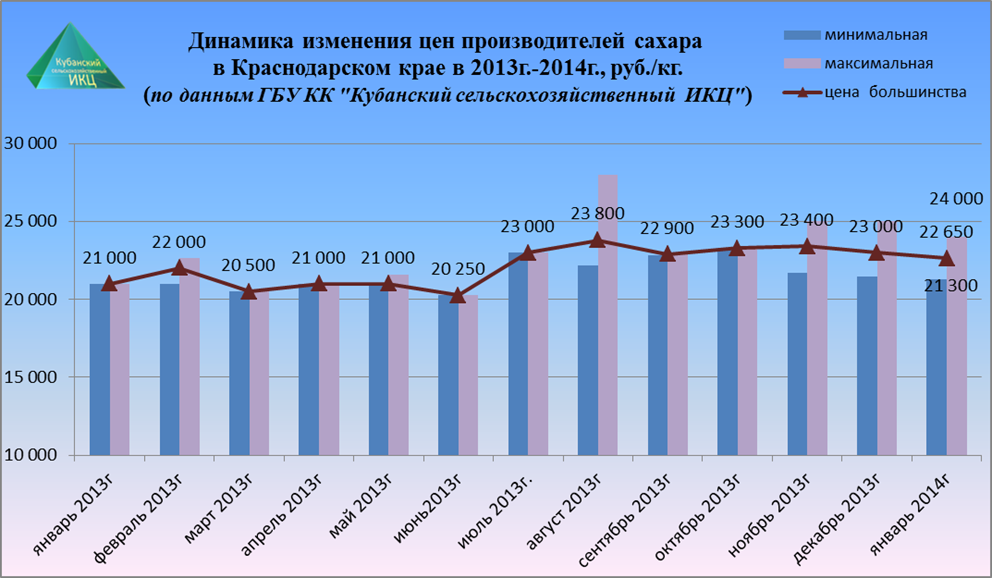 Кубанский
сельскохозяйственный
ИКЦ
Динамика изменения цен производителей сахара
в Краснодарском крае в 2013г.-2014г., руб./кг.
(по данным ГБУ КК "Кубанский сельскохозяйственный ИКЦ")
минимальная
максимальная
цена большинства
30 000
25 000
20 000
15 000
10 000
21 000
22 000
20 500
21 000
21 000
20 250
23 000
23 800
22 900
23 300
23 400
23 000
24 000
22 650
21 300
январь 2013г
февраль 2013г
март 2013г
апрель 2013г
май 2013г
июнь2013г
июль 2013г.
август 2013г
сентябрь 2013г
октябрь 2013г
ноябрь 2013г
декабрь 2013г
январь 2014г